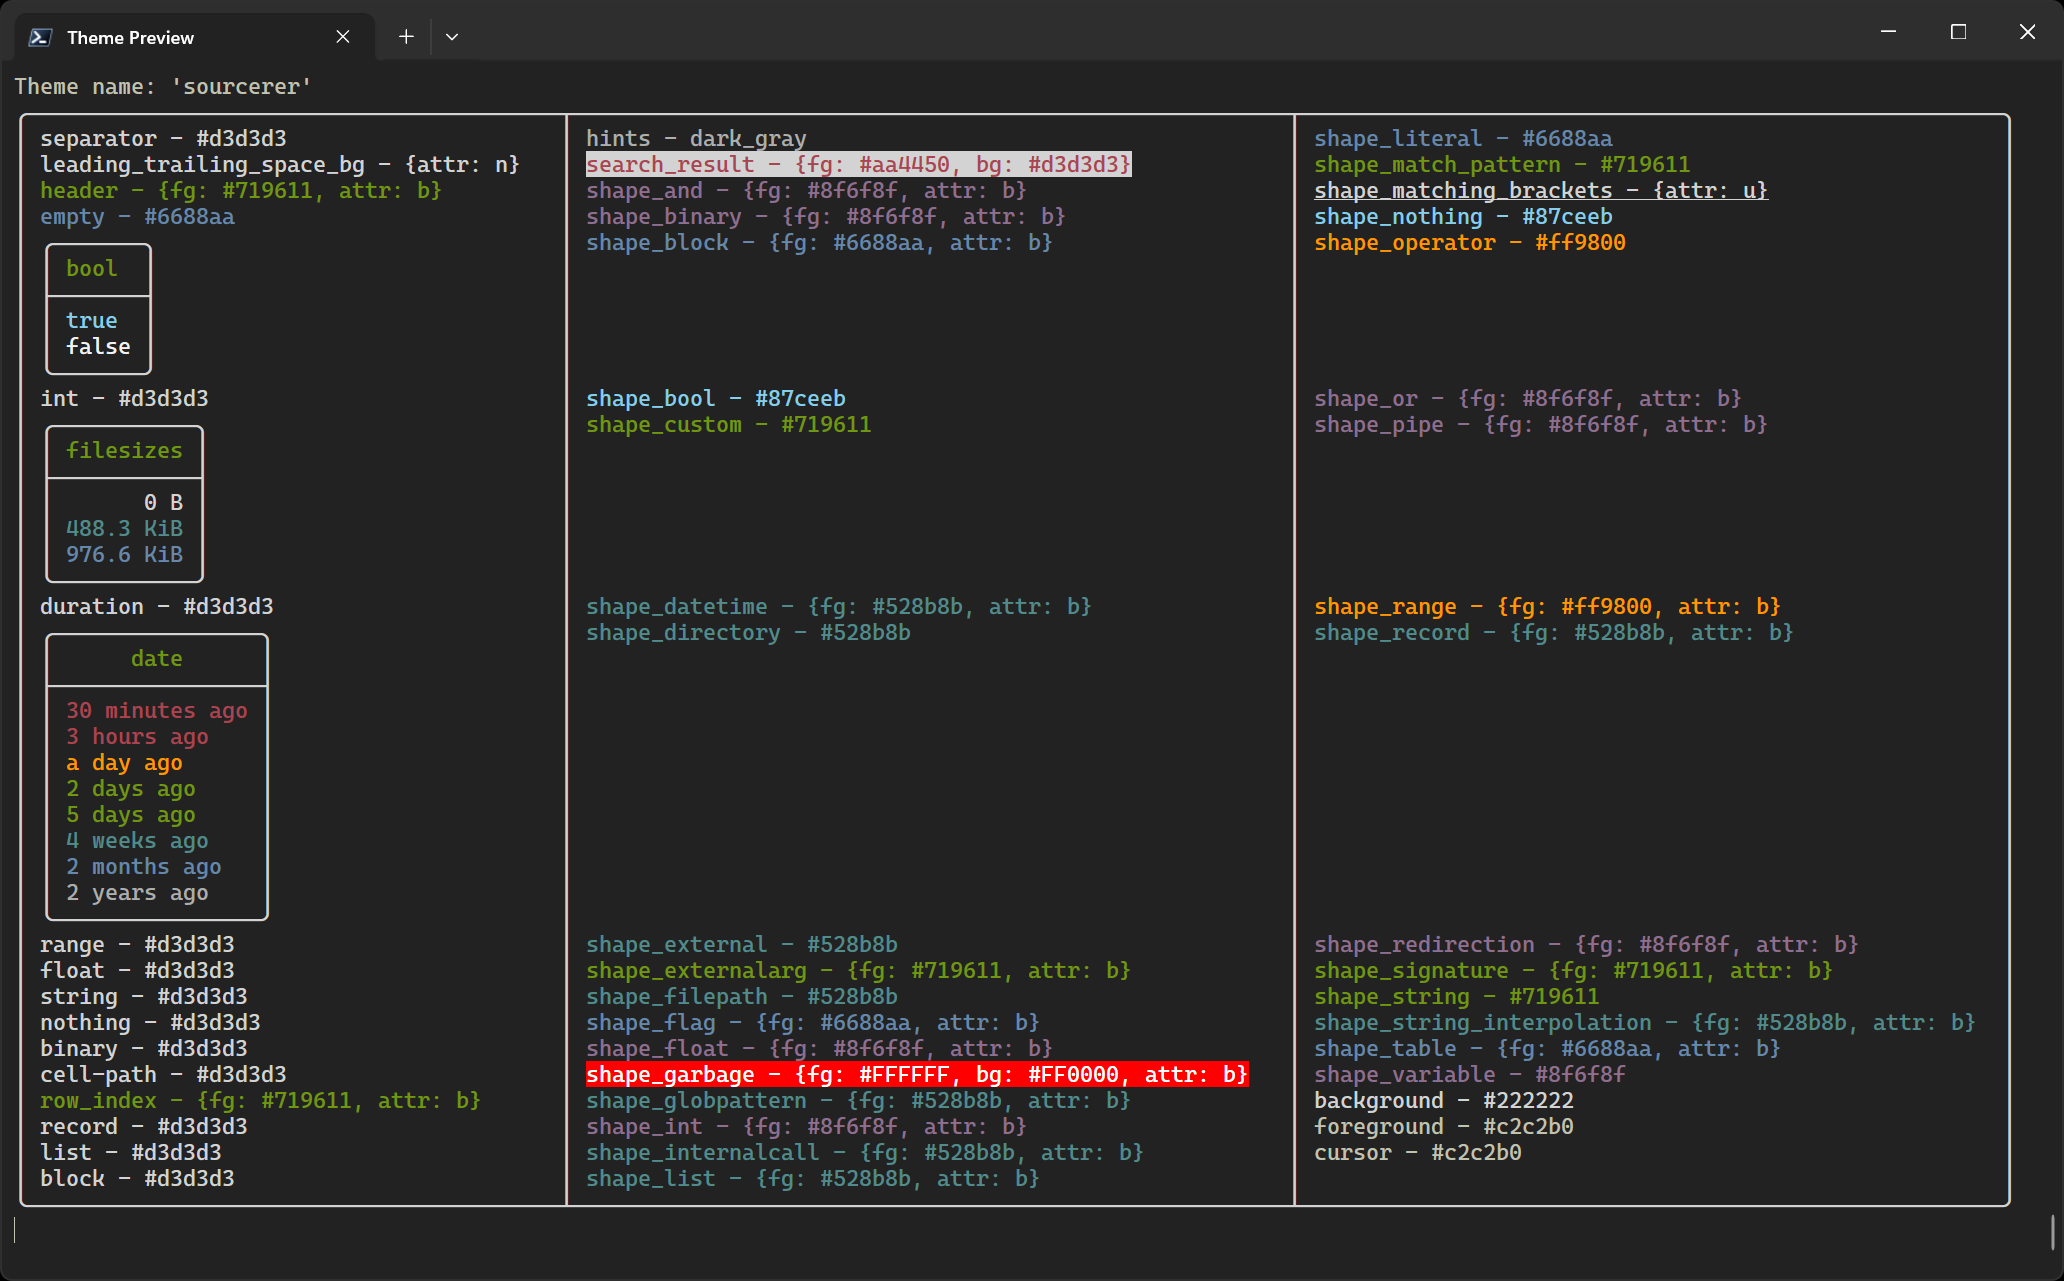 Theme Preview
Theme name: 'sourcerer'
separator - #d3d3d3
leading_trailing_space_bg - {attr: n}
header - {fg: #719611, attr: b}
empty - #6688aa
bool
true
false
int - #d3d3d3
filesizes
0 B
488.3 KiB
976.6 KiB
duration - #d3d3d3
date
30 minutes ago
3 hours ago
a day ago
2 days ago
5 days ago
4 weeks ago
2 months ago
2 years ago
range - #d3d3d3
float - #d3d3d3
string - #d3d3d3
nothing - #d3d3d3
binary - #d3d3d3
cell-path - #d3d3d3
row_index - {fg: #719611, attr: b}
record - #d3d3d3
list - #d3d3d3
block - #d3d3d3
hints - dark_gray
search_result - {fg: #aa4450, bg: #d3d3d3}
shape_and - {fg: #8f6f8f, attr: b}
shape_binary - {fg: #8f6f8f, attr: b}
shape_block - {fg: #6688aa, attr: b}
shape_bool - #87ceeb
shape_custom - #719611
shape_datetime - {fg: #528b8b, attr: b}
shape_directory - #528b8b
shape_external - #528b8b
shape_externalarg - {fg: #719611, attr: b}
shape_filepath - #528b8b
shape_flag - {fg: #6688aa, attr: b}
shape_float - {fg: #8f6f8f, attr: b}
shape_garbage - {fg: #FFFFFF, bg: #FF0000, attr: b}
shape_globpattern - {fg: #528b8b, attr: b}
shape_int - {fg: #8f6f8f, attr: b}
shape_internalcall - {fg: #528b8b, attr: b}
shape_list - {fg: #528b8b, attr: b}
shape_literal - #6688aa
shape_match_pattern - #719611
shape_matching_brackets - {attr: u}
shape_nothing - #87ceeb
shape_operator - #ff9800
shape_or - {fg: #8f6f8f, attr: b}
shape_pipe - {fg: #8f6f8f, attr: b}
shape_range - {fg: #ff9800, attr: b}
shape_record - {fg: #528b8b, attr: b}
shape_redirection - {fg: #8f6f8f, attr: b}
shape_signature - {fg: #719611, attr: b}
shape_string - #719611
shape_string_interpolation - {fg: #528b8b, attr: b}
shape_table - {fg: #6688aa, attr: b}
shape_variable - #8f6f8f
background - #222222
foreground - #c2c2b0
cursor - #c2c2b0